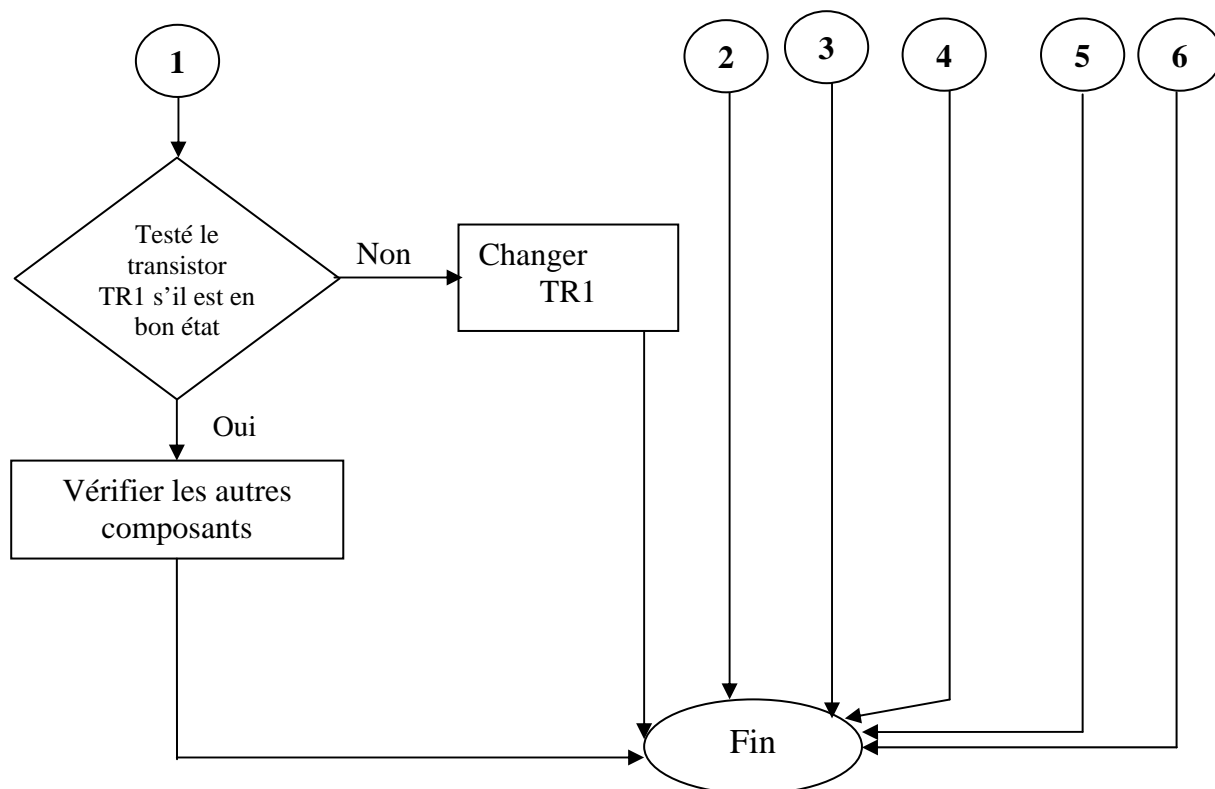 1
2
3
4
5
6
Testé le
transistor
TR1 s’il est en
bon état
Non
Changer
TR1
Oui
Vérifier les autres
composants
Fin